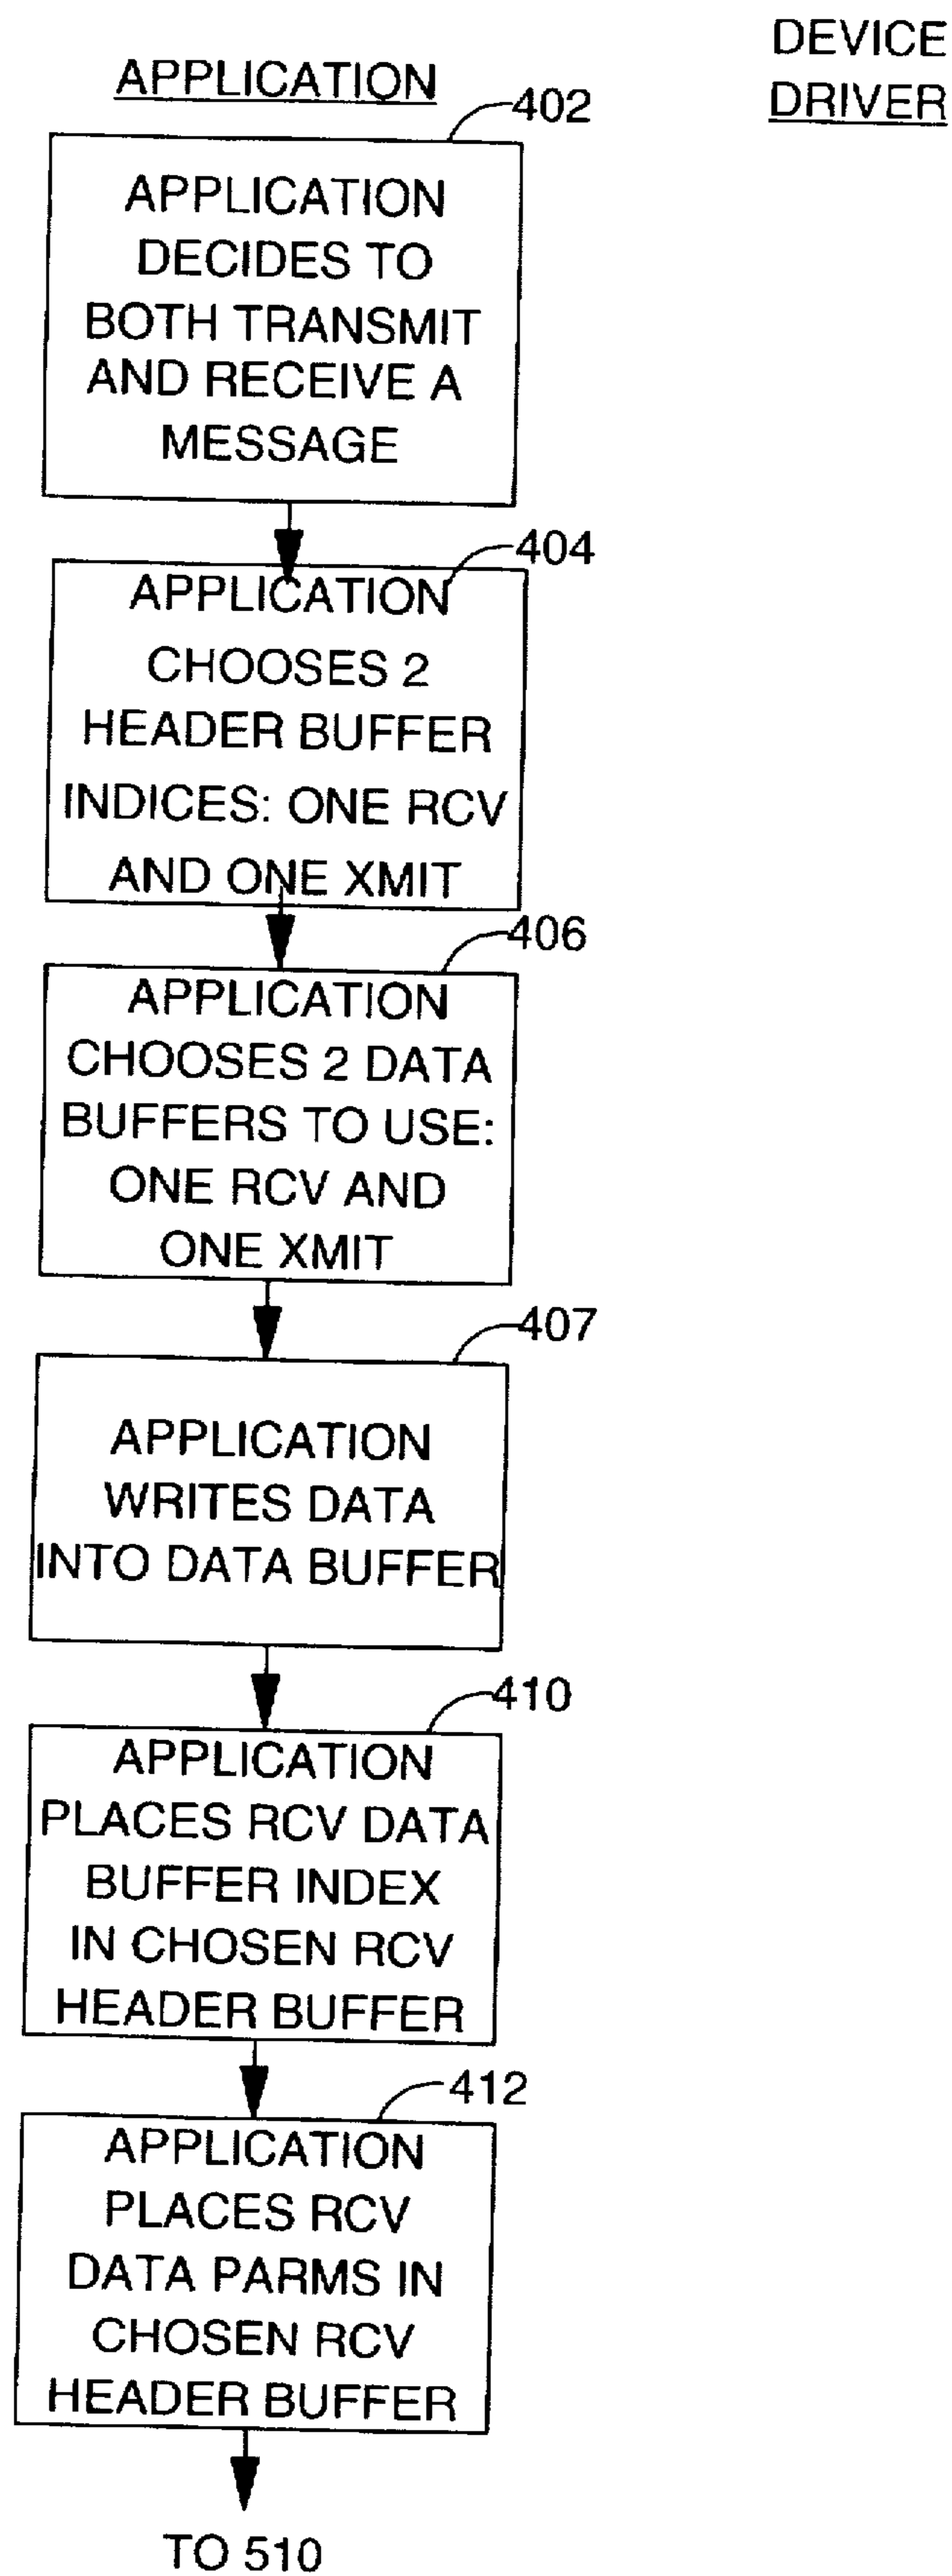 APPLICATION
DEVICE
DRIVER
402
APPLICATION
DECIDES TO
BOTH TRANSMIT
AND RECEIVE A
MESSAGE
404
APPLICATION
CHOOSES 2
HEADER BUFFER
INDICES: ONE RCV
AND ONE XMIT
406
APPLICATION
CHOOSES 2 DATA
BUFFERS TO USE:
ONE RCV AND
ONE XMIT
407
APPLICATION
WRITES DATA
INTO DATA BUFFER
410
APPLICATION
PLACES RCV DATA
BUFFER INDEX
IN CHOSEN RCV
HEADER BUFFER
412
APPLICATION
PLACES RCV
DATA PARMS IN
CHOSEN RCV
HEADER BUFFER
TO 510